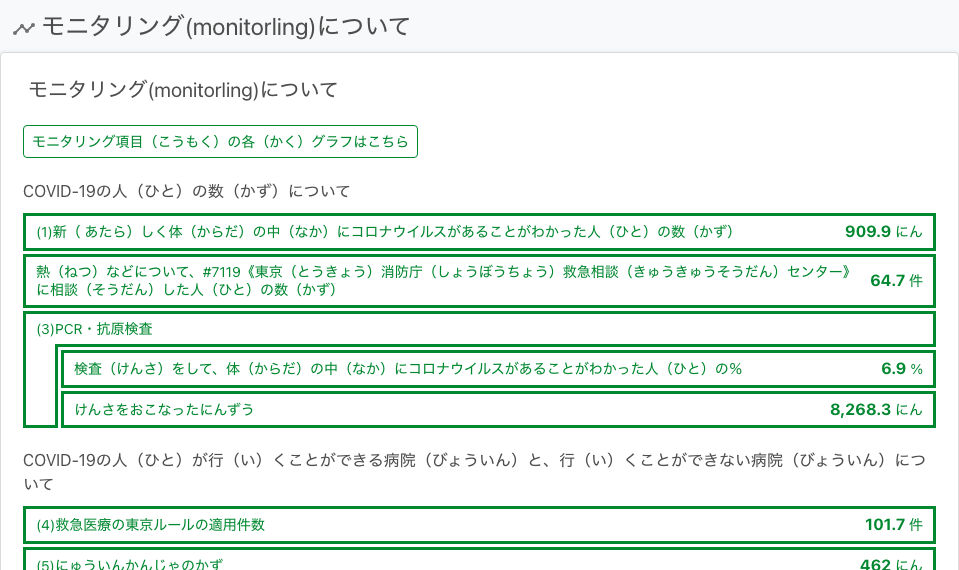 モニタリング(monitorling)について
モニタリング(monitorling)について
モニタリング項目（こうもく）の各（かく）グラフはこちら
COVID-19の人（ひと）の数（かず）について
(1)新（ あたら）しく体（からだ）の中（なか）にコロナウイルスがあることがわかった人（ひと）の数（かず） 909.9 にん
熱（ねつ）などについて、#7119《東京（とうきょう）消防庁（しょうぼうちょう）救急相談（きゅうきゅうそうだん）センター》
に相談（そうだん）した人（ひと）の数（かず） 64.7 件
(3)PCR・抗原検査
検査（けんさ）をして、体（からだ）の中（なか）にコロナウイルスがあることがわかった人（ひと）の% 6.9 %
けんさをおこなったにんずう 8,268.3 にん
COVID-19の人（ひと）が行（い）くことができる病院（びょういん）と、行（い）くことができない病院（びょういん）につ
いて
(4)救急医療の東京ルールの適用件数 101.7 件
(5)にゅういんかんじゃのかず 462 にん